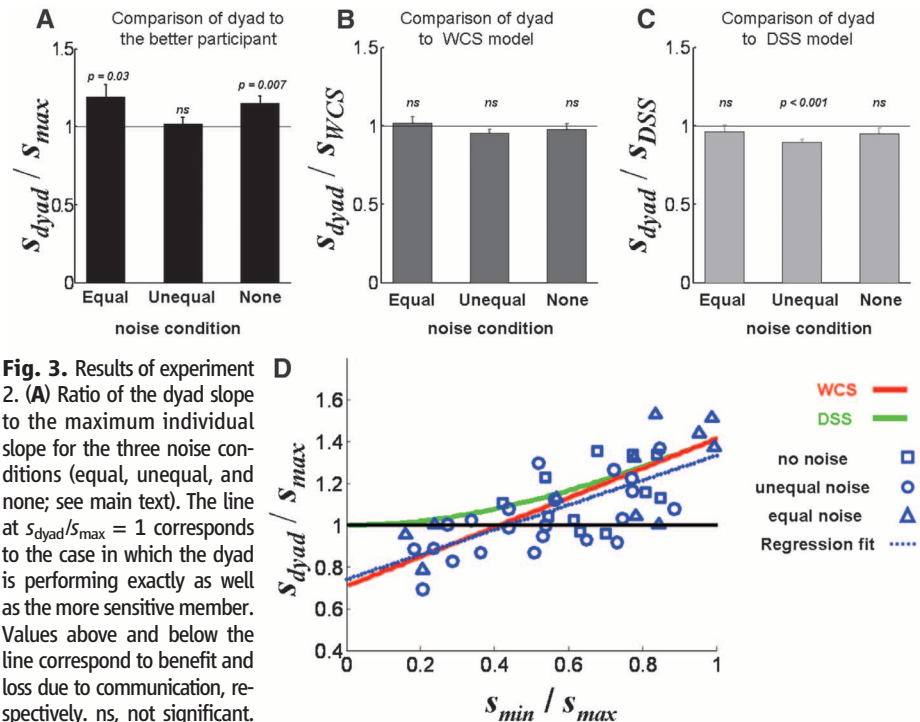 A Comparison of dyad to
the better participant
1.5
p = 0.03
ns
p = 0.007
1
0.5
0
s_dyad / s_max
Equal Unequal None
noise condition
B Comparison of dyad
to WCS model
1.5
ns ns ns
1
0.5
0
s_dyad / s_WCS
Equal Unequal None
noise condition
C Comparison of dyad
to DSS model
1.5
ns p < 0.001 ns
1
0.5
0
s_dyad / s_DSS
Equal Unequal None
noise condition
Fig. 3. Results of experiment
2. (A) Ratio of the dyad slope
to the maximum individual
slope for the three noise con-
ditions (equal, unequal, and
none; see main text). The line
at s_dyad/s_max = 1 corresponds
to the case in which the dyad
is performing exactly as well
as the more sensitive member.
Values above and below the
line correspond to benefit and
loss due to communication, re-
spectively. ns, not significant.
D
1.6
1.4
1.2
1
0.8
0.6
0.4
s_dyad / s_max
0 0.2 0.4 0.6 0.8 1
s_min / s_max
WCS
DSS
no noise
unequal noise
equal noise
Regression fit